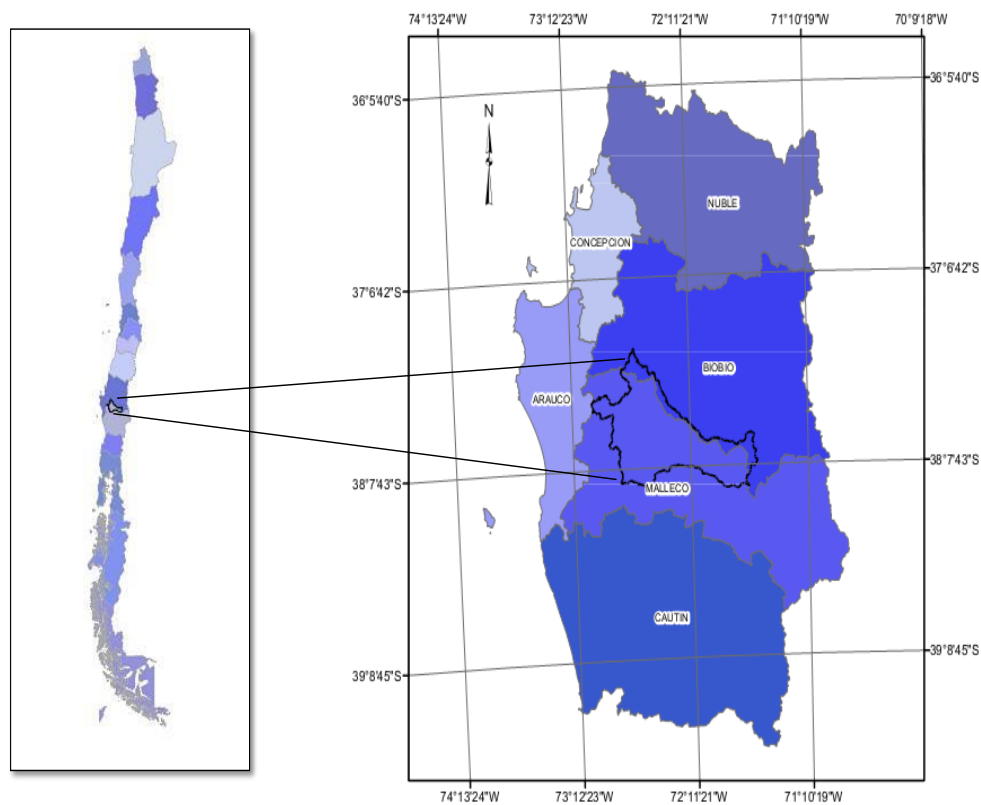 74°13'24"W 73°12'23"W 72°11'21"W 71°10'19"W 70°9'18"W
36°5'40"S 36°5'40"S
N
NUBLE
CONCEPCION
37°6'42"S 37°6'42"S
BIOBIO
ARAUCO
38°7'43"S 38°7'43"S
MALLECO
CAUTIN
39°8'45"S 39°8'45"S
74°13'24"W 73°12'23"W 72°11'21"W 71°10'19"W